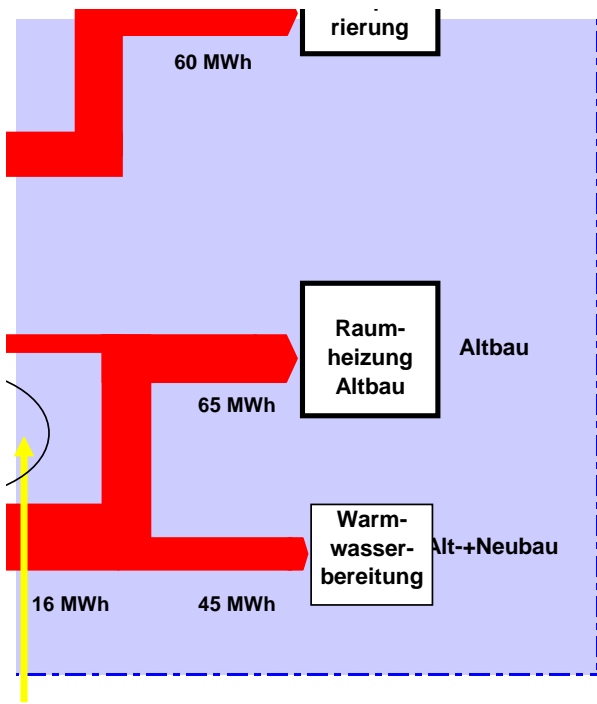 rierung
60 MWh
Raum-
heizung
Altbau
Altbau
65 MWh
Warm-
wasser-
bereitung
Alt-+Neubau
16 MWh
45 MWh